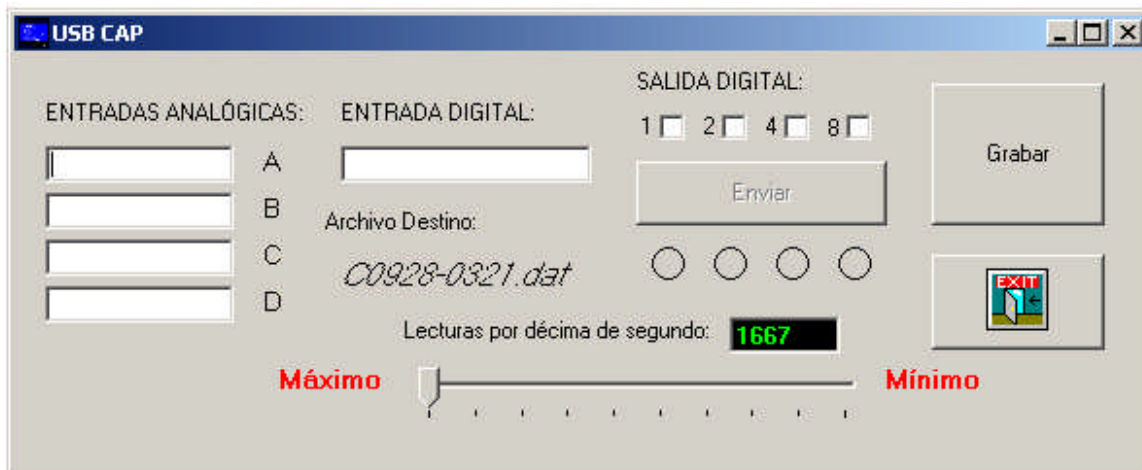 USB CAP
ENTRADAS ANALÓGICAS:
A
B
C
D
ENTRADA DIGITAL:
Archivo Destino:
C0928-0321.dat
SALIDA DIGITAL:
1 2 4 8
Enviar
Grabar
EXIT
Lecturas por décima de segundo: 1667
Máximo Mínimo